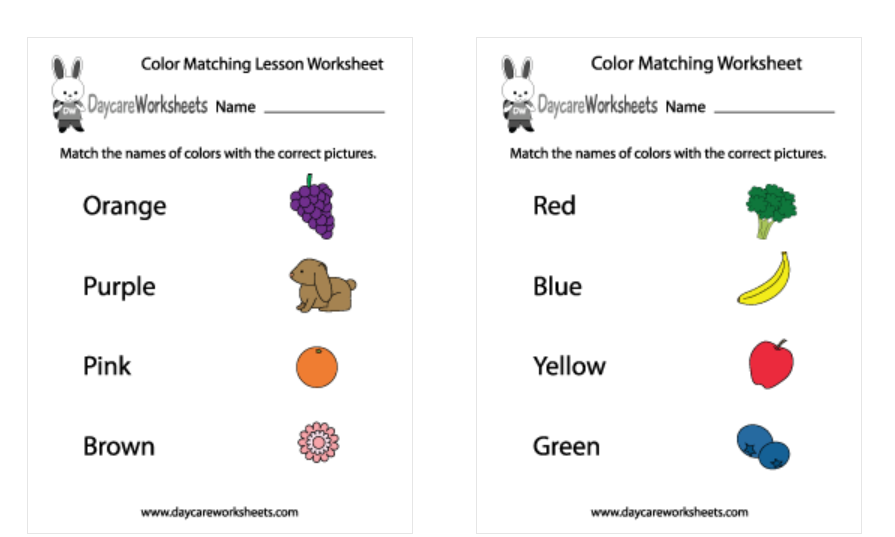 Color Matching Lesson Worksheet
DW
DaycareWorksheets Name
Match the names of colors with the correct pictures.
Orange
Purple
Pink
Brown
www.daycareworksheets.com
Color Matching Worksheet
DW
DaycareWorksheets Name
Match the names of colors with the correct pictures.
Red
Blue
Yellow
Green
www.daycareworksheets.com